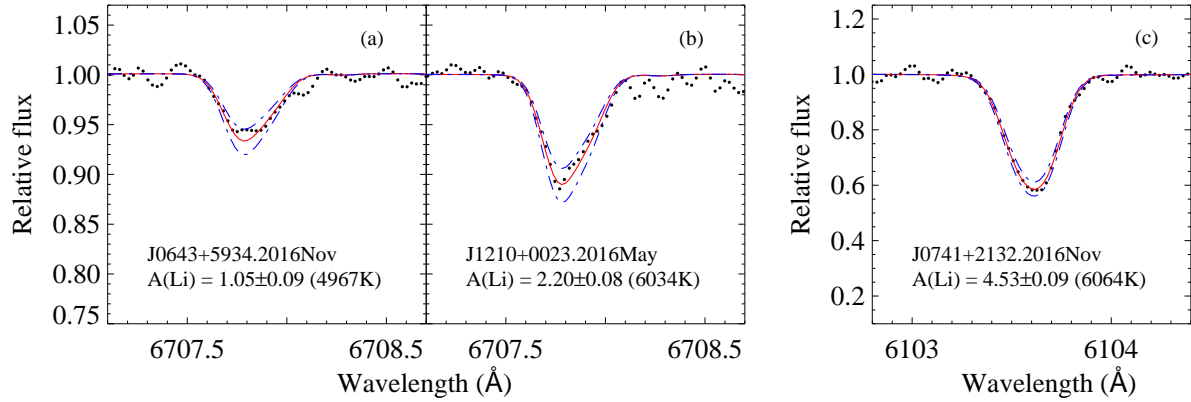 (a)
(b)
(c)
1.05
1.00
0.95
0.90
0.85
0.80
0.75
Relative flux
J0643+5934.2016Nov
A(Li) = 1.05±0.09 (4967K)
J1210+0023.2016May
A(Li) = 2.20±0.08 (6034K)
6707.5
6708.5
6707.5
6708.5
Wavelength (Å)
1.2
1.0
0.8
0.6
0.4
0.2
Relative flux
J0741+2132.2016Nov
A(Li) = 4.53±0.09 (6064K)
6103
6104
Wavelength (Å)